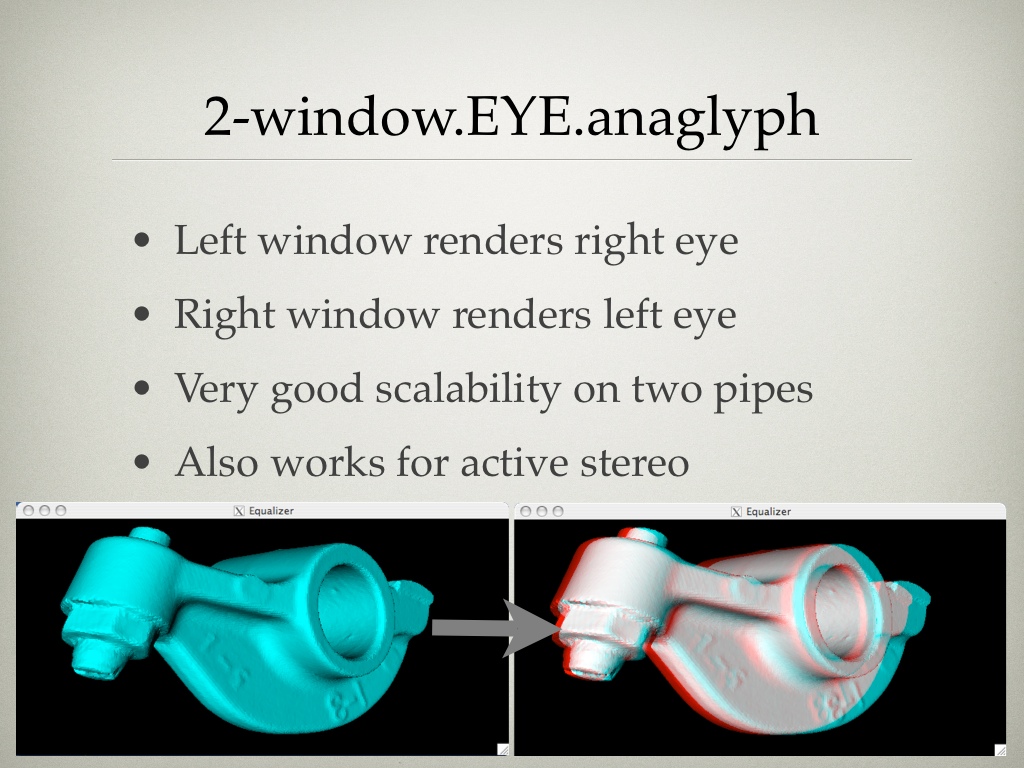 2-window.EYE.anaglyph
• Left window renders right eye
• Right window renders left eye
• Very good scalability on two pipes
• Also works for active stereo
X Equalizer
X Equalizer